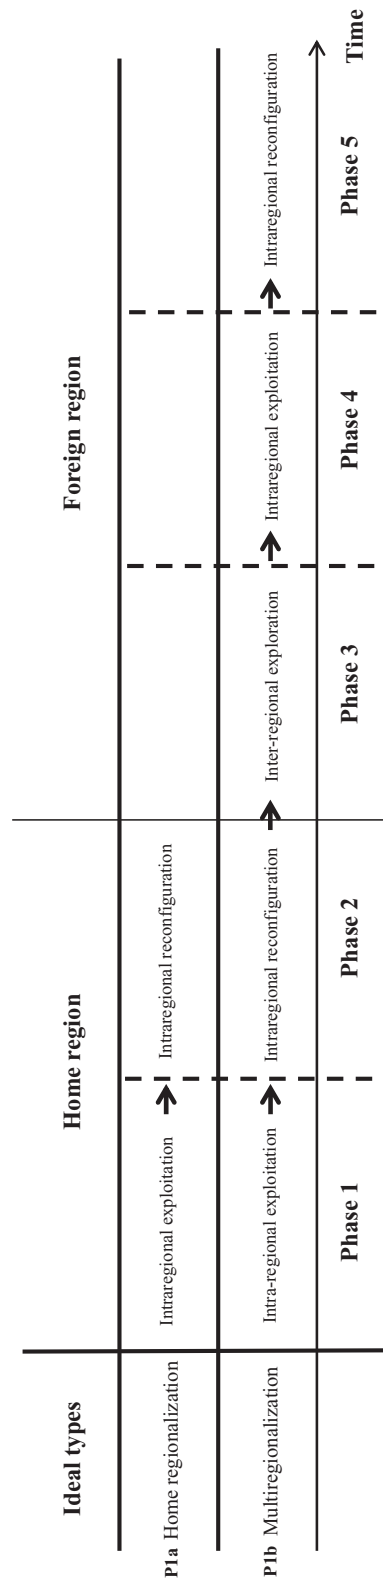 Ideal types Home region Foreign region
P1a Home regionalization Intraregional exploitation Intraregional reconfiguration
P1b Multiregionalization Intra-regional exploitation Intraregional reconfiguration Inter-regional exploration Intraregional exploitation Intraregional reconfiguration
Phase 1 Phase 2 Phase 3 Phase 4 Phase 5
Time